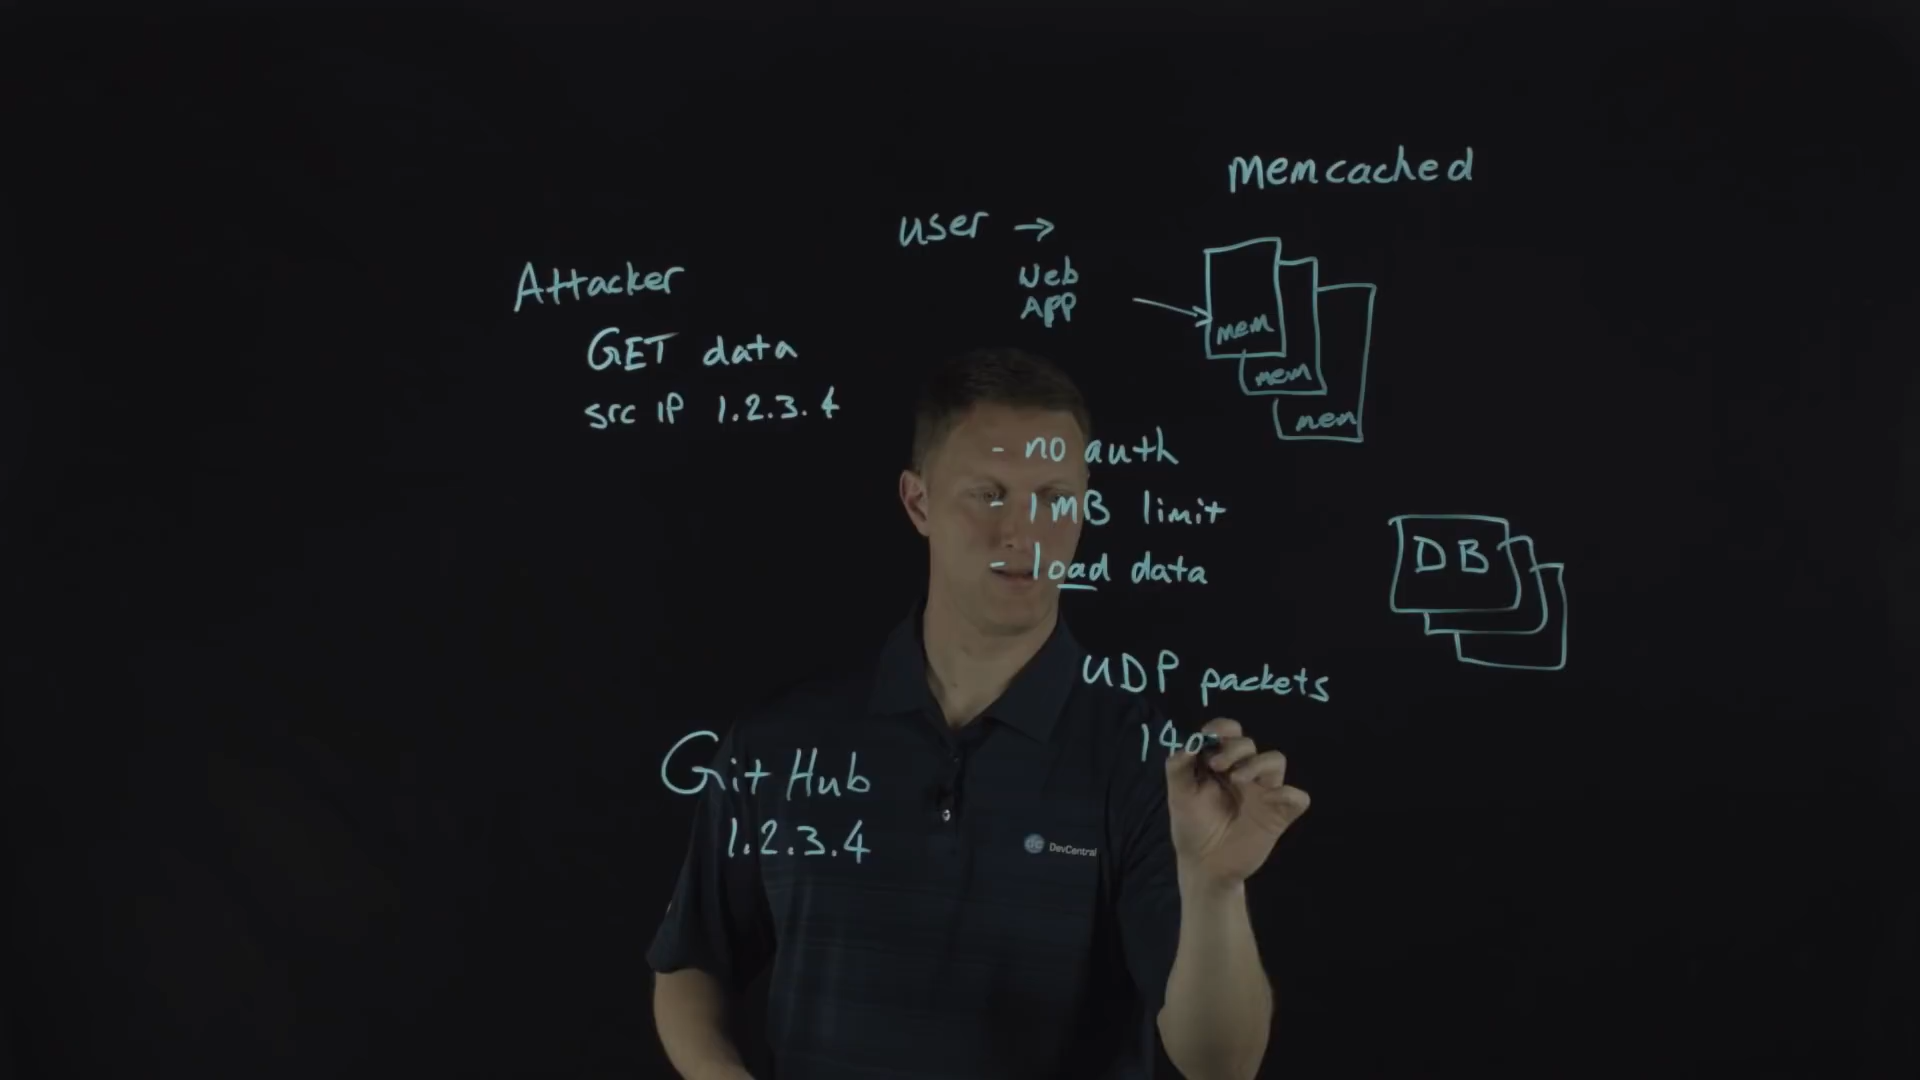 memcached
user →
Web
App
Attacker
GET data
src IP 1.2.3.4
mem
mem
mem
- no auth
- 1MB limit
- load data
DB
UDP packets
GitHub
1.2.3.4
DevCentral